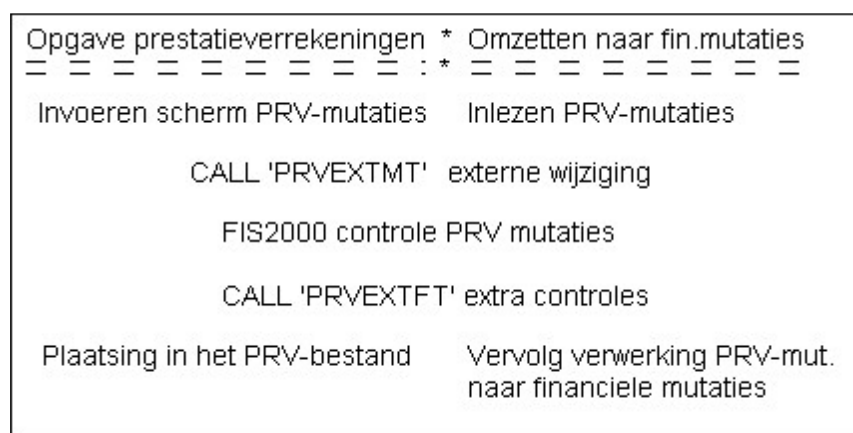 Opgave prestatieverrekeningen * Omzetten naar fin.mutaties
= = = = = = = = = : * = = = = = = = =
Invoeren scherm PRV-mutaties Inlezen PRV-mutaties
CALL 'PRVEXTMT' externe wijziging
FIS2000 controle PRV mutaties
CALL 'PRVEXTFT' extra controles
Plaatsing in het PRV-bestand Vervolg verwerking PRV-mut.
naar financiele mutaties